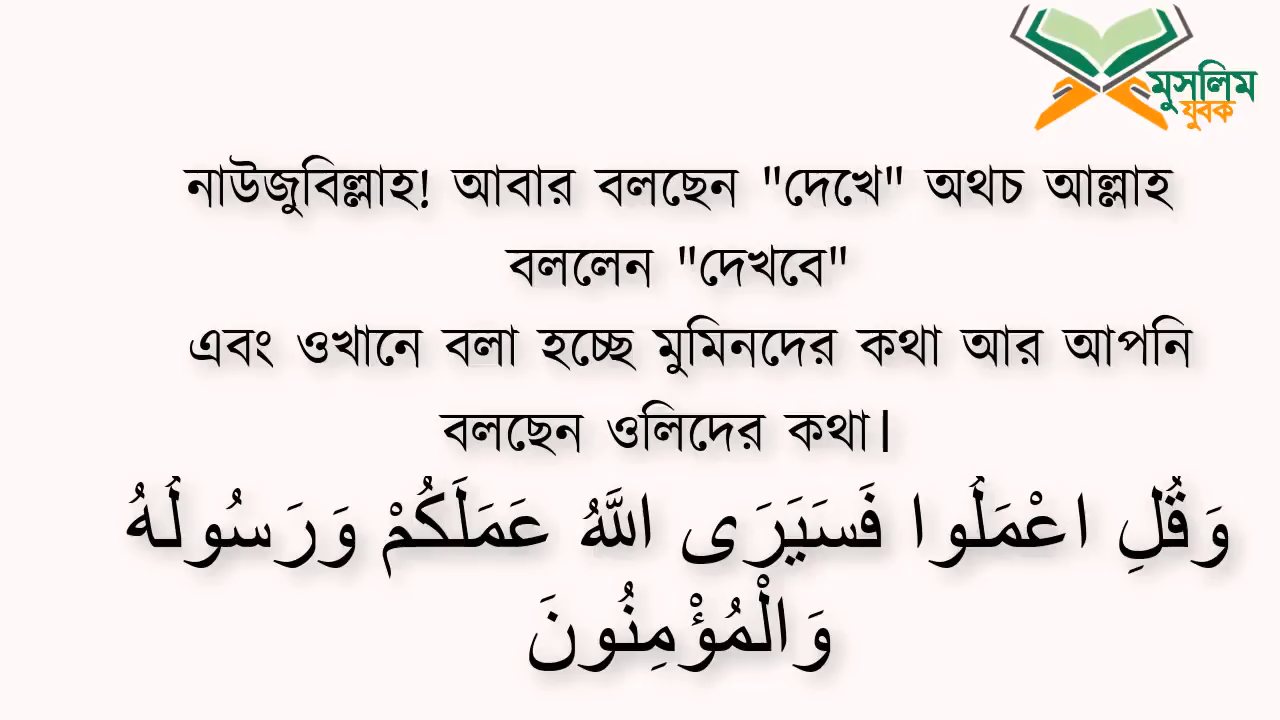 মুসলিম
যুবক
নাউজুবিল্লাহ! আবার বলছেন "দেখে" অথচ আল্লাহ
বললেন "দেখবে"
এবং ওখানে বলা হচ্ছে মুমিনদের কথা আর আপনি
বলছেন ওলিদের কথা।
وَقُلِ اعْمَلُوا فَسَيَرَى اللَّهُ عَمَلَكُمْ وَرَسُولُهُ
وَالْمُؤْمِنُونَ